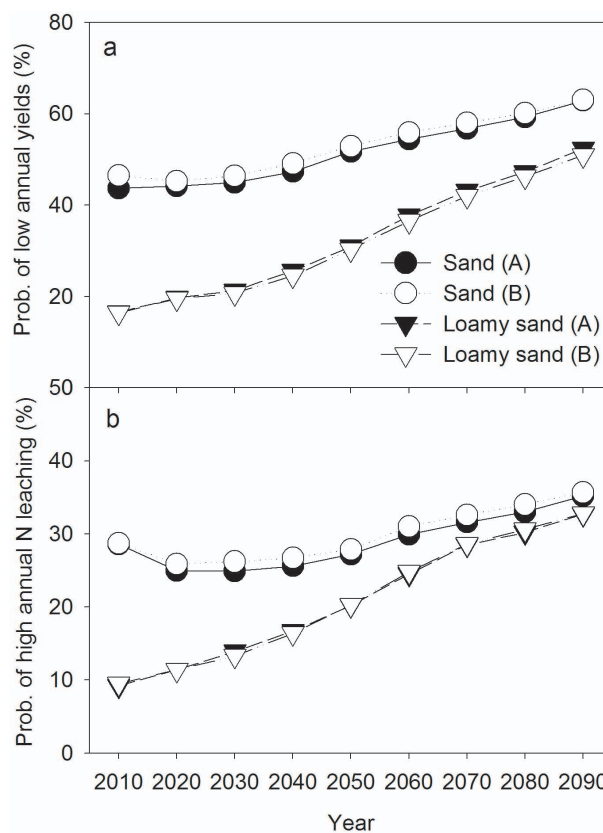 80
a
60
40
20
Prob. of low annual yields (%)
Sand (A)
Sand (B)
Loamy sand (A)
Loamy sand (B)
50
b
40
30
20
10
0
Prob. of high annual N leaching (%)
2010 2020 2030 2040 2050 2060 2070 2080 2090
Year